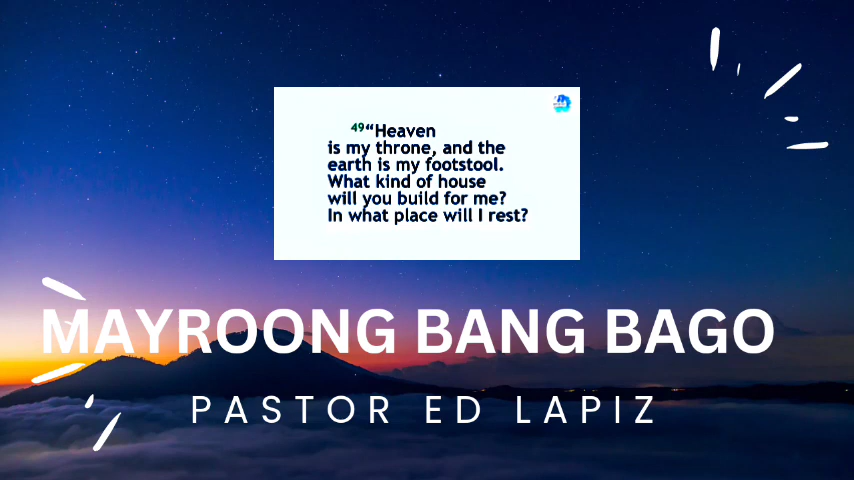 49“Heaven
is my throne, and the
earth is my footstool.
What kind of house
will you build for me?
In what place will I rest?
MAYROONG BANG BAGO
PASTOR ED LAPIZ